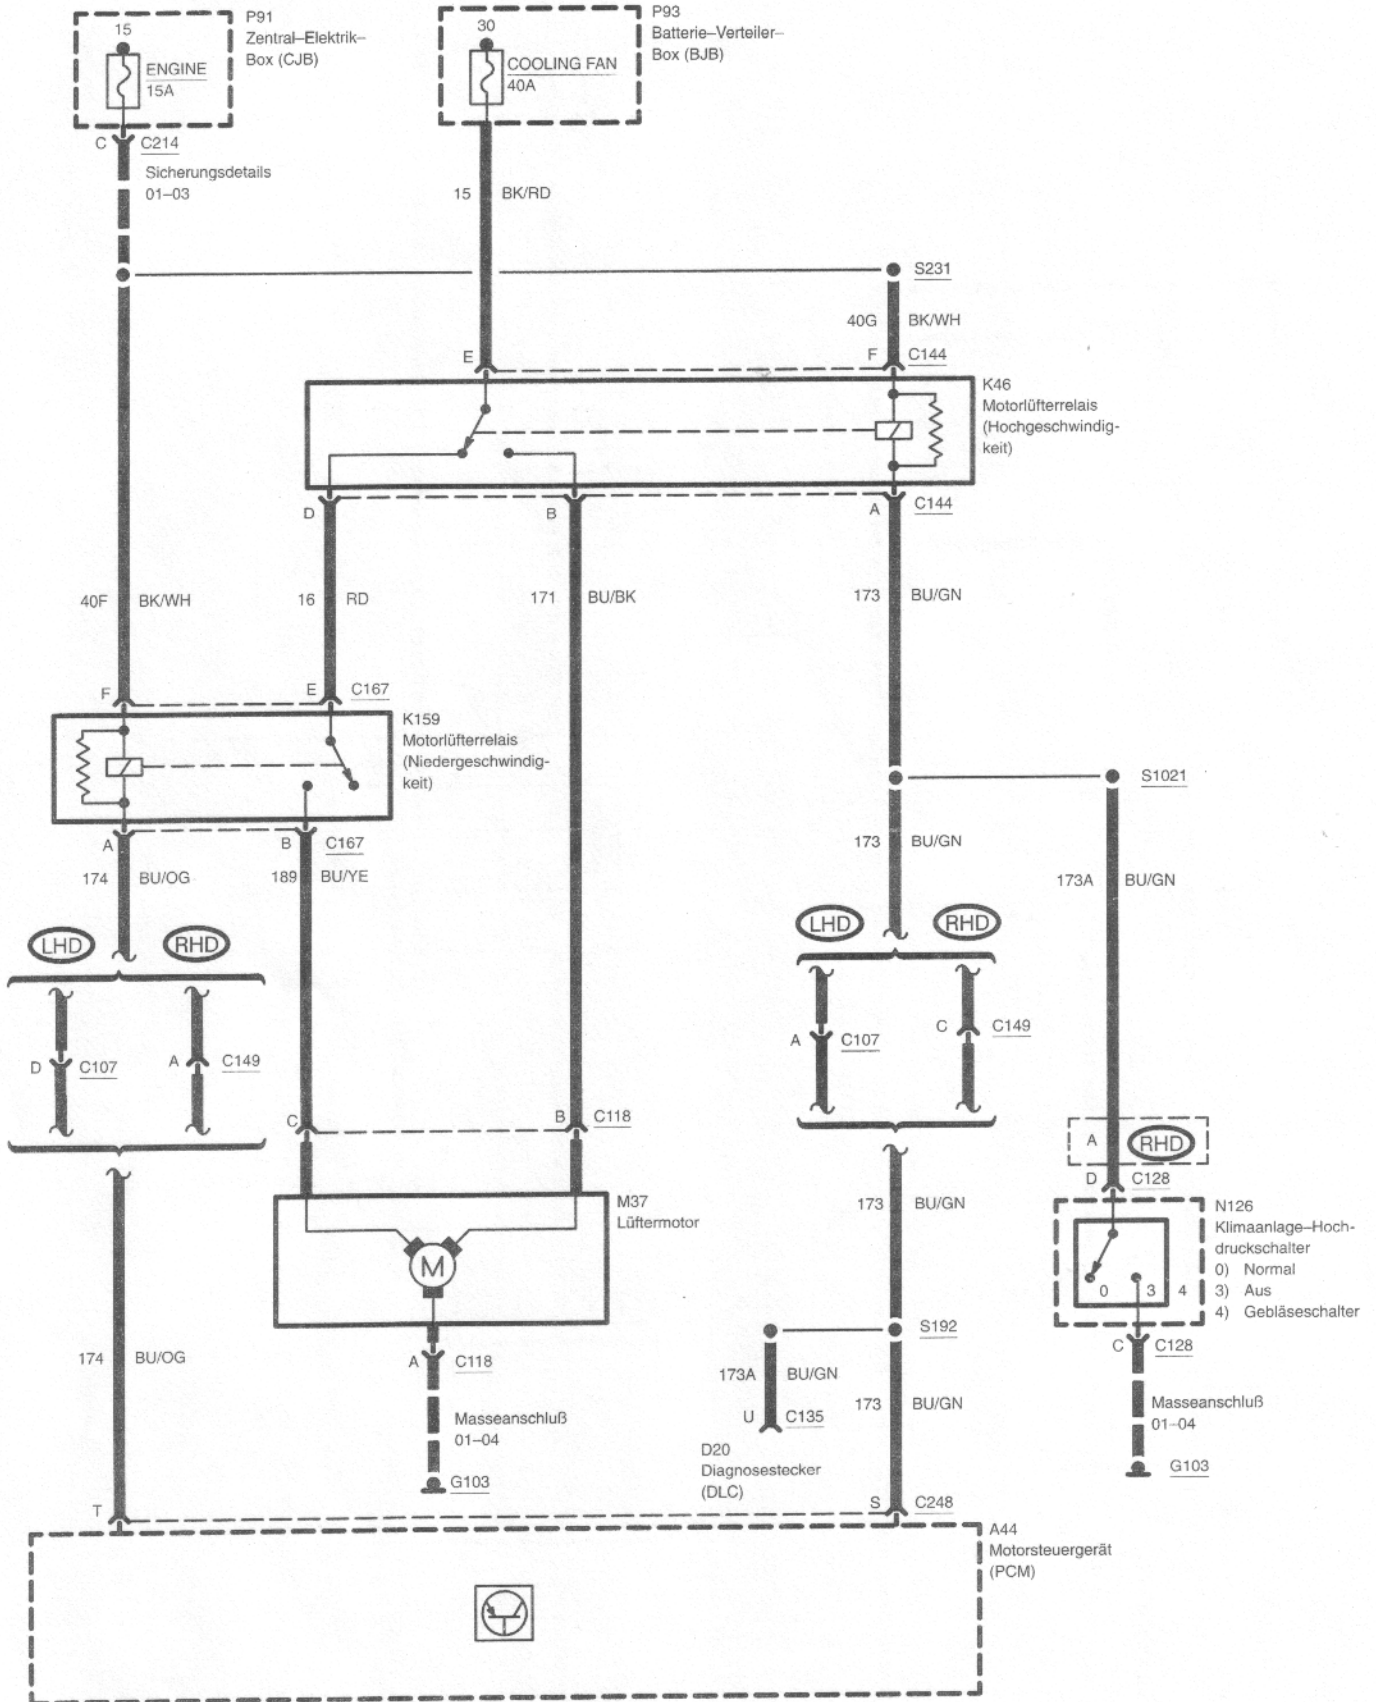 15
ENGINE
15A
P91
Zentral–Elektrik–
Box (CJB)
30
COOLING FAN
40A
P93
Batterie–Verteiler–
Box (BJB)
C
C214
Sicherungsdetails
01–03
15
BK/RD
S231
40G
BK/WH
E
F
C144
K46
Motorlüfterrelais
(Hochgeschwindig-
keit)
D
B
A
C144
40F
BK/WH
16
RD
171
BU/BK
173
BU/GN
F
E
C167
K159
Motorlüfterrelais
(Niedergeschwindig-
keit)
S1021
A
B
C167
174
BU/OG
189
BU/YE
173
BU/GN
173A
BU/GN
LHD
RHD
LHD
RHD
D
C107
A
C149
A
C107
C
C149
C
B
C118
A
RHD
D
C128
M37
Lüftermotor
M
173
BU/GN
N126
Klimaanlage–Hoch-
druckschalter
0) Normal
3) Aus
4) Gebläseschalter
0
3
4
174
BU/OG
A
C118
S192
C
C128
173A
BU/GN
173
BU/GN
Masseanschluß
01–04
U
C135
Masseanschluß
01–04
G103
D20
Diagnosestecker
(DLC)
G103
T
S
C248
A44
Motorsteuergerät
(PCM)